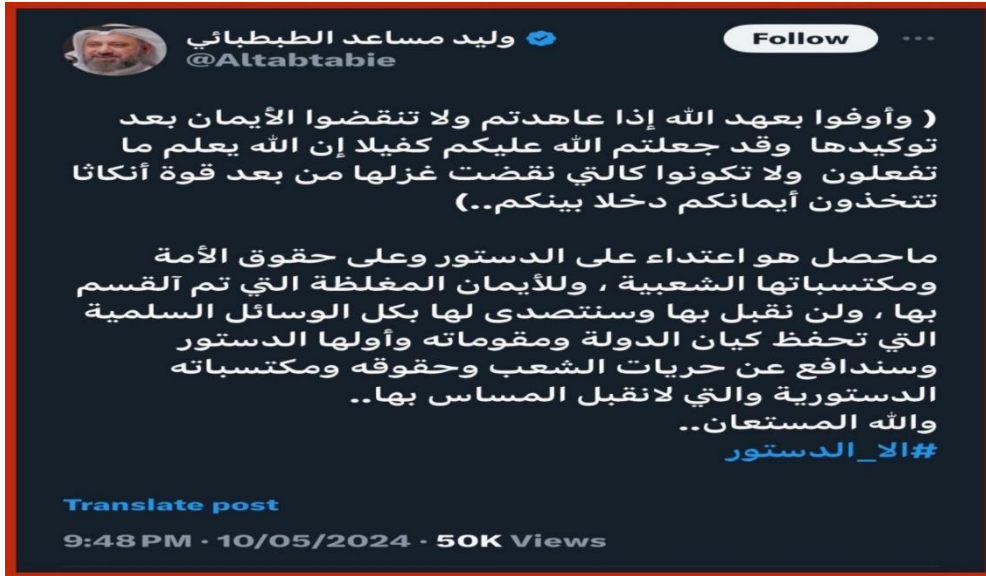 وليد مساعد الطبطبائي
Follow
@Altabtabie
( وأوفوا بعهد الله إذا عاهدتم ولا تنقضوا الأيمان بعد
توكيدها وقد جعلتم الله عليكم كفيلا إن الله يعلم ما
تفعلون ولا تكونوا كالتي نقضت غزلها من بعد قوة أنكاثا
تتخذون أيمانكم دخلا بينكم..)
ماحصل هو اعتداء على الدستور وعلى حقوق الأمة
ومكتسباتها الشعبية ، وللأيمان المغلظة التي تم آلقسم
بها ، ولن نقبل بها وسنتصدى لها بكل الوسائل السلمية
التي تحفظ كيان الدولة ومقوماته وأولها الدستور
وسندافع عن حريات الشعب وحقوقه ومكتسباته
الدستورية والتي لانقبل المساس بها..
والله المستعان..
#الا_الدستور
Translate post
9:48 PM · 10/05/2024 · 50K Views